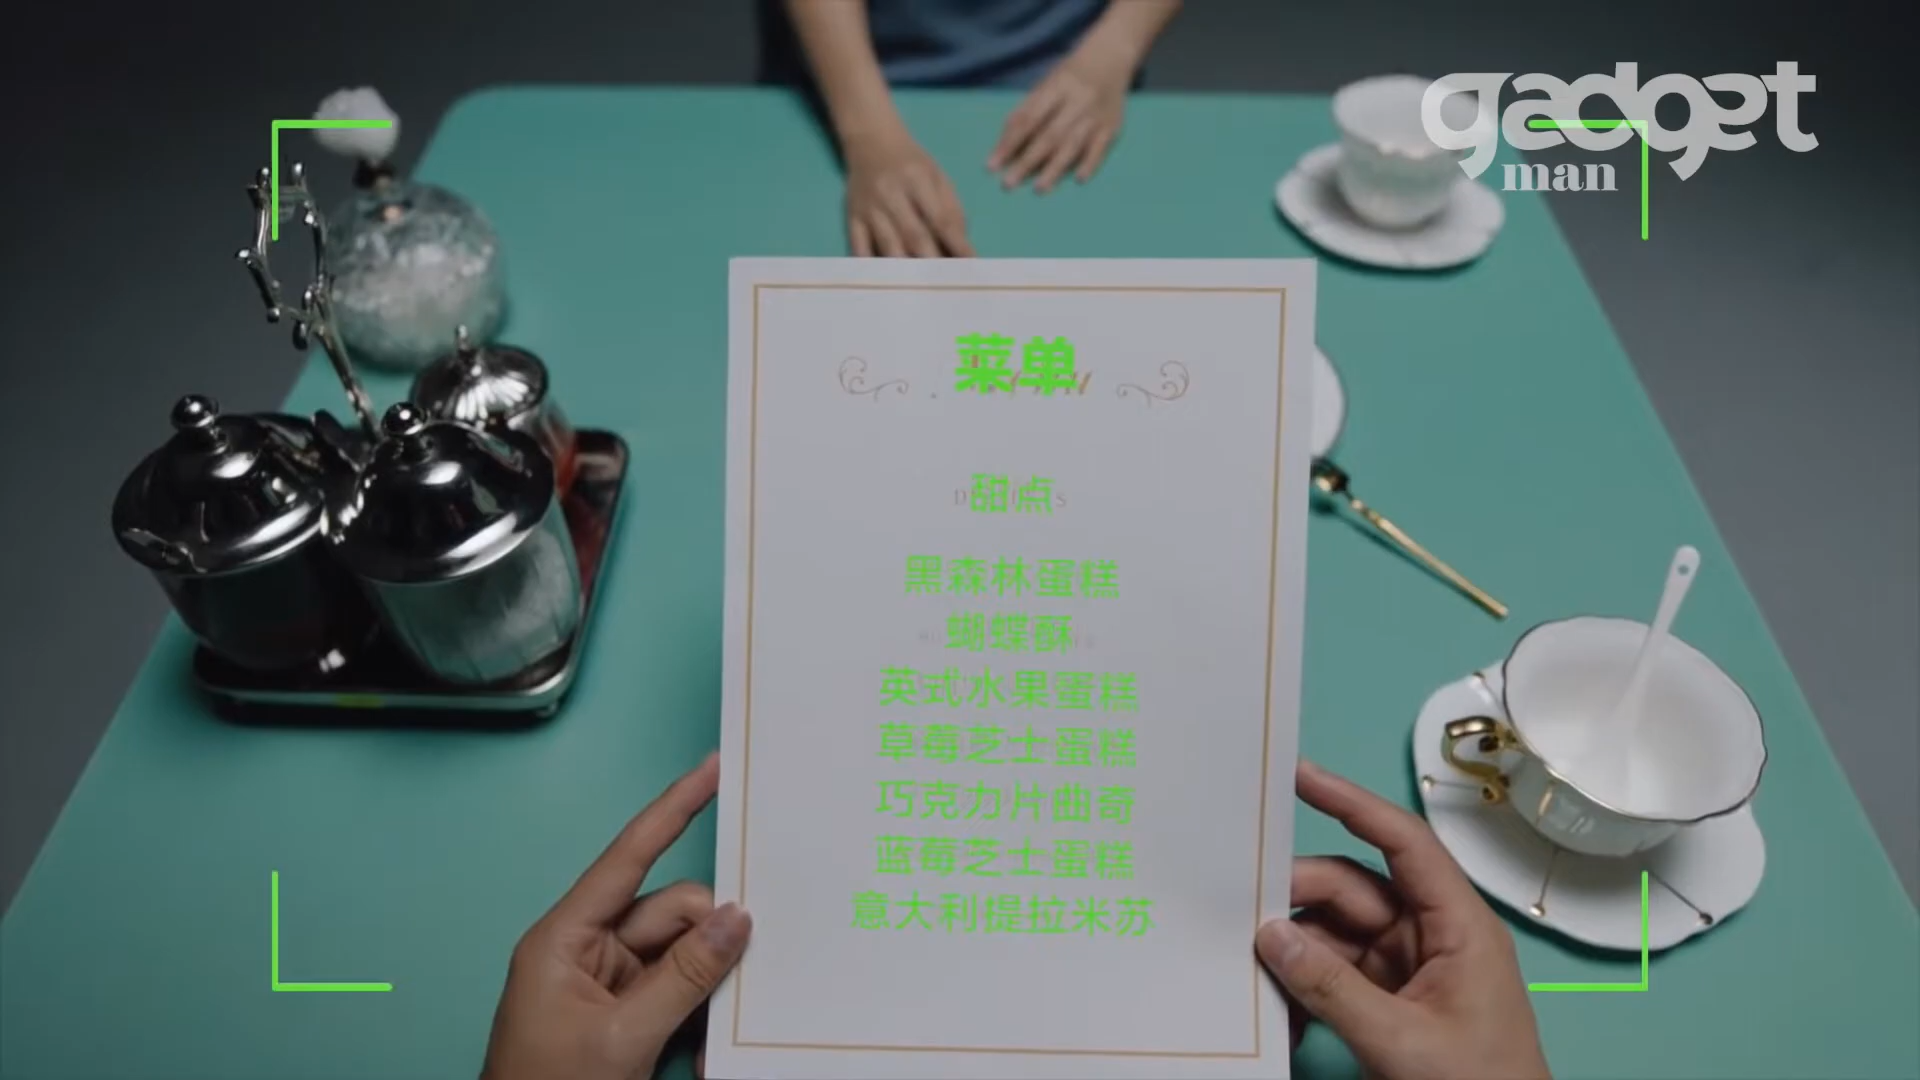 gadget
man
菜单
甜点
黑森林蛋糕
蝴蝶酥
英式水果蛋糕
草莓芝士蛋糕
巧克力片曲奇
蓝莓芝士蛋糕
意大利提拉米苏